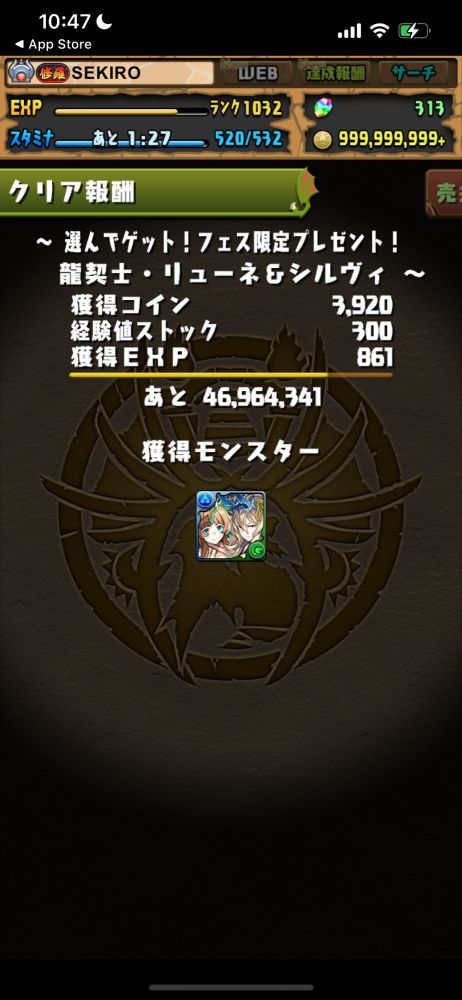 10:47
◀ App Store
修羅 SEKIRO
WEB
達成報酬
サーチ
EXP ランク1032
313
スタミナ あと 1:27 520/532
999,999,999+
クリア報酬
売
～ 選んでゲット！フェス限定プレゼント！
龍契士・リューネ＆シルヴィ ～
獲得コイン 3,920
経験値ストック 300
獲得EXP 861
あと 46,964,341
獲得モンスター